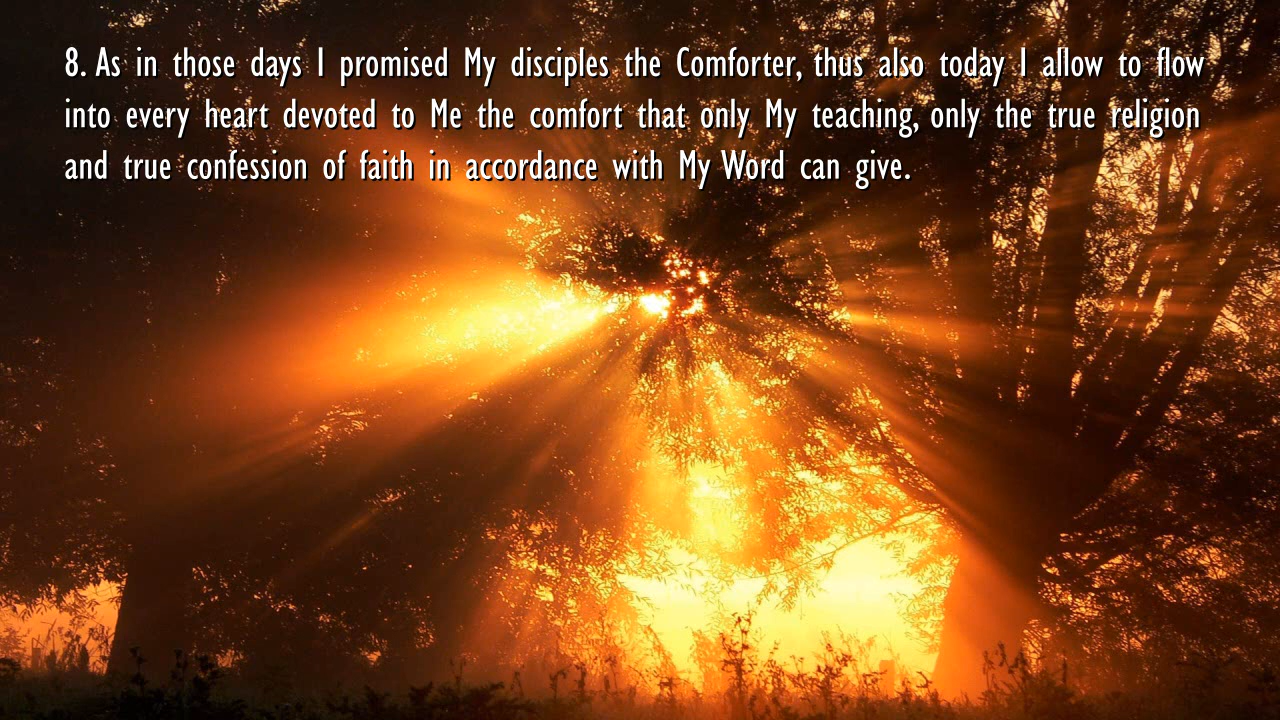 8. As in those days I promised My disciples the Comforter, thus also today I allow to flow
into every heart devoted to Me the comfort that only My teaching, only the true religion
and true confession of faith in accordance with My Word can give.